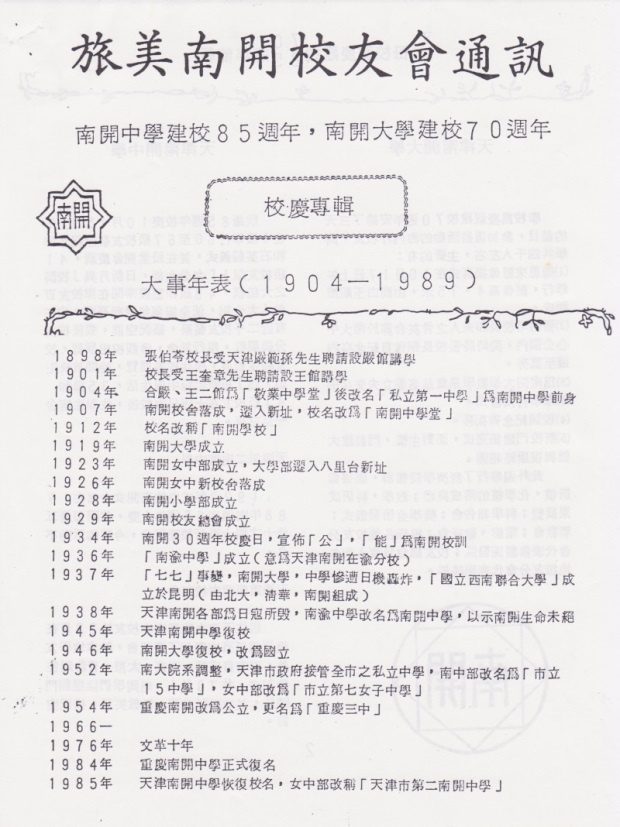 旅美南開校友會通訊
南開中學建校85週年，南開大學建校70週年
南開
校慶專輯
大事年表(1904－1989)
1898年 張伯苓校長受天津嚴範孫先生聘請設嚴館講學
1901年 校長受王奎章先生聘請設王館講學
1904年 合嚴、王二館爲「敬業中學堂」後改名「私立第一中學」爲南開中學前身
1907年 南開校舍落成，遷入新址，校名改爲「南開中學堂」
1912年 校名改稱「南開學校」
1919年 南開大學成立
1923年 南開女中部成立，大學部遷入八里台新址
1926年 南開女中新校舍落成
1928年 南開小學部成立
1929年 南開校友總會成立
1934年 南開30週年校慶日，宣佈「公」，「能」爲南開校訓
1936年 「南渝中學」成立(意爲天津南開在渝分校)
1937年 「七七」事變，南開大學，中學慘遭日機轟炸，「國立西南聯合大學」成
立於昆明(由北大，清華，南開組成)
1938年 天津南開各部爲日寇所毀，南渝中學改名爲南開中學，以示南開生命未絕
1945年 天津南開中學復校
1946年 南開大學復校，改爲國立
1952年 南大院系調整，天津市政府接管全市之私立中學，南中部改名爲「市立
15中學」，女中部改爲「市立第七女子中學」
1954年 重慶南開改爲公立，更名爲「重慶三中」
1966－
1976年 文革十年
1984年 重慶南開中學正式復名
1985年 天津南開中學恢復校名，女中部改稱「天津市第二南開中學」